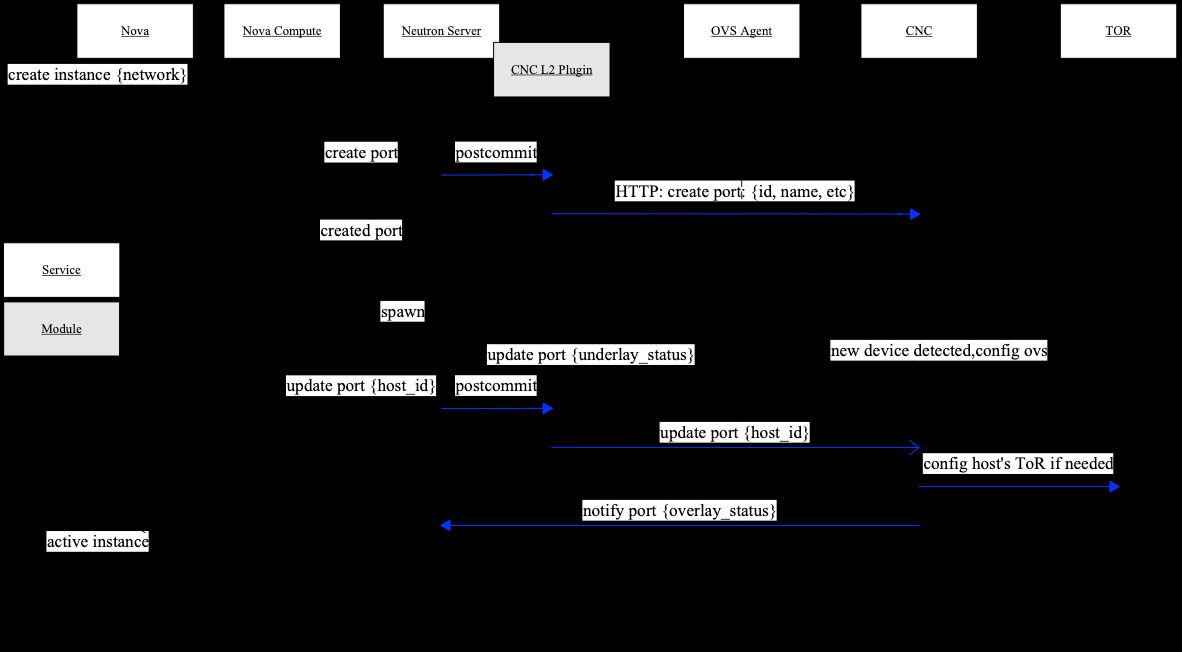 Nova
Nova Compute
Neutron Server
OVS Agent
CNC
TOR
CNC L2 Plugin
create instance {network}
create port
postcommit
HTTP: create port: {id, name, etc}
created port
Service
spawn
Module
new device detected,config ovs
update port {underlay_status}
update port {host_id}
postcommit
update port {host_id}
config host's ToR if needed
notify port {overlay_status}
active instance